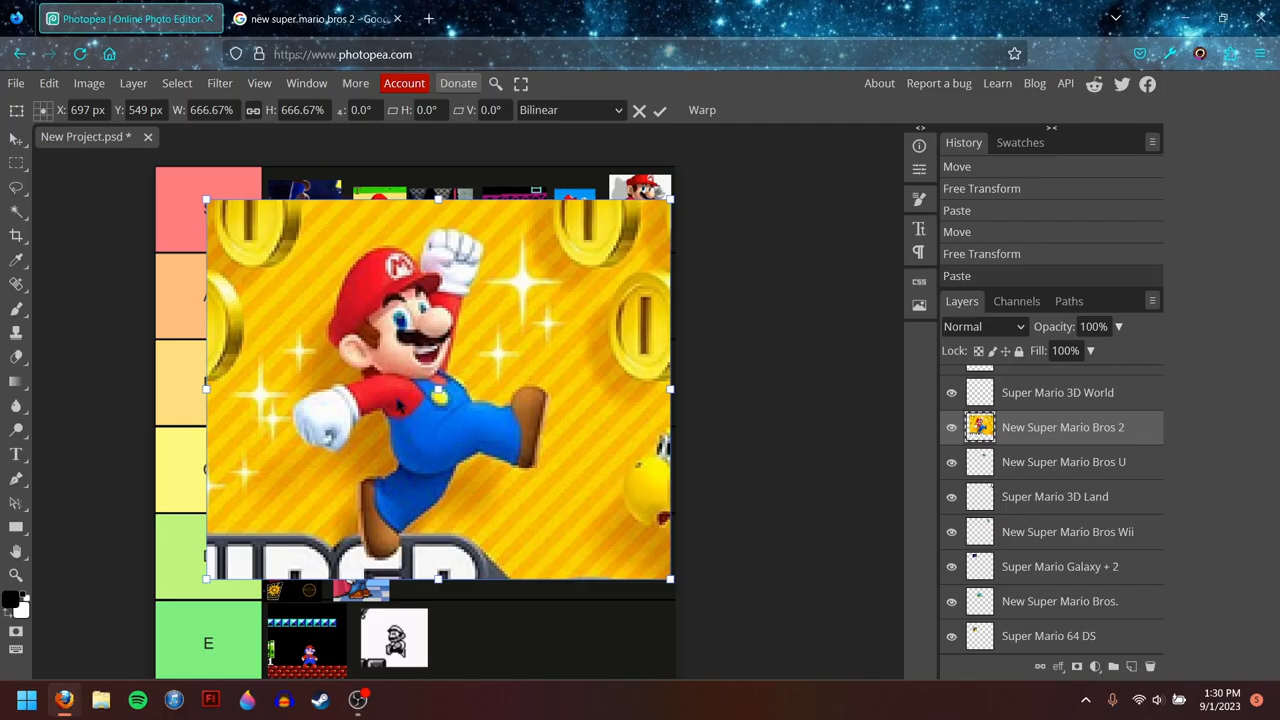 Photopea | Online Photo Editor
new super mario bros 2 - Goo
https://www.photopea.com
File Edit Image Layer Select Filter View Window More Account Donate About Report a bug Learn Blog API
X: 697 px Y: 549 px W: 666.67% H: 666.67% 0.0° H: 0.0° V: 0.0° Bilinear Warp
New Project.psd *
History Swatches
Move
Free Transform
Paste
Move
Free Transform
Paste
CSS
Layers Channels Paths
Normal Opacity: 100%
Lock: Fill: 100%
Super Mario 3D World
New Super Mario Bros 2
New Super Mario Bros U
Super Mario 3D Land
New Super Mario Bros Wii
Super Mario Galaxy + 2
New Super Mario Bros.
Super Mario 64 DS
M
E
1:30 PM
9/1/2023
5